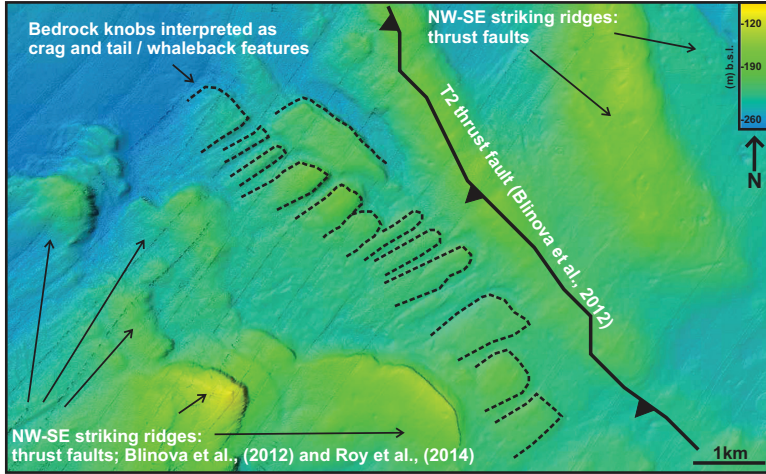 Bedrock knobs interpreted as
crag and tail / whaleback features
NW-SE striking ridges:
thrust faults
-120
-190
-260
(m) b.s.l.
N
T2 thrust fault (Blinova et al., 2012)
NW-SE striking ridges:
thrust faults; Blinova et al., (2012) and Roy et al., (2014)
1km